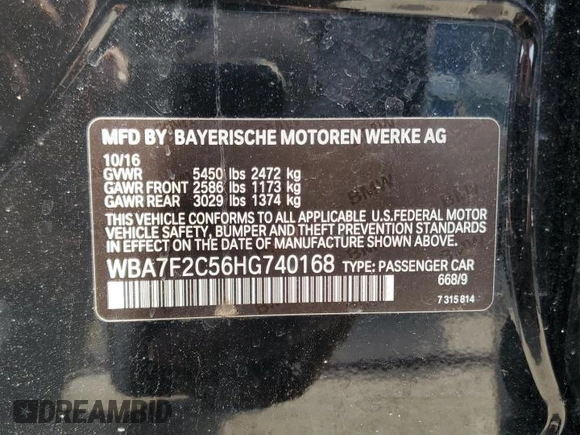 MFD BY BAYERISCHE MOTOREN WERKE AG
10/16
GVWR 5450 lbs 2472 kg
GAWR FRONT 2586 lbs 1173 kg
GAWR REAR 3029 lbs 1374 kg
THIS VEHICLE CONFORMS TO ALL APPLICABLE U.S.FEDERAL MOTOR
VEHICLE SAFETY, BUMPER AND THEFT PREVENTION STANDARDS
IN EFFECT ON THE DATE OF MANUFACTURE SHOWN ABOVE.
WBA7F2C56HG740168 TYPE: PASSENGER CAR
668/9
7 315 814
DREAMBID